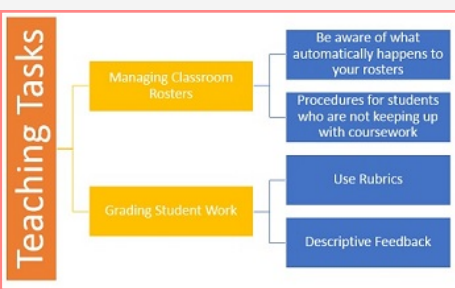 Teaching Tasks
Managing Classroom
Rosters
Be aware of what
automatically happens to
your rosters
Procedures for students
who are not keeping up
with coursework
Grading Student Work
Use Rubrics
Descriptive Feedback